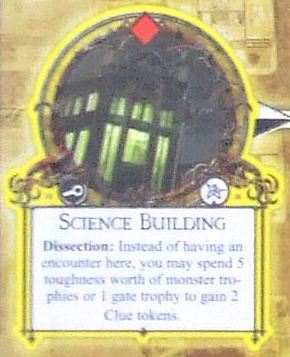 SCIENCE BUILDING
Dissection: Instead of having an
encounter here, you may spend 5
toughness worth of monster tro-
phies or 1 gate trophy to gain 2
Clue tokens.